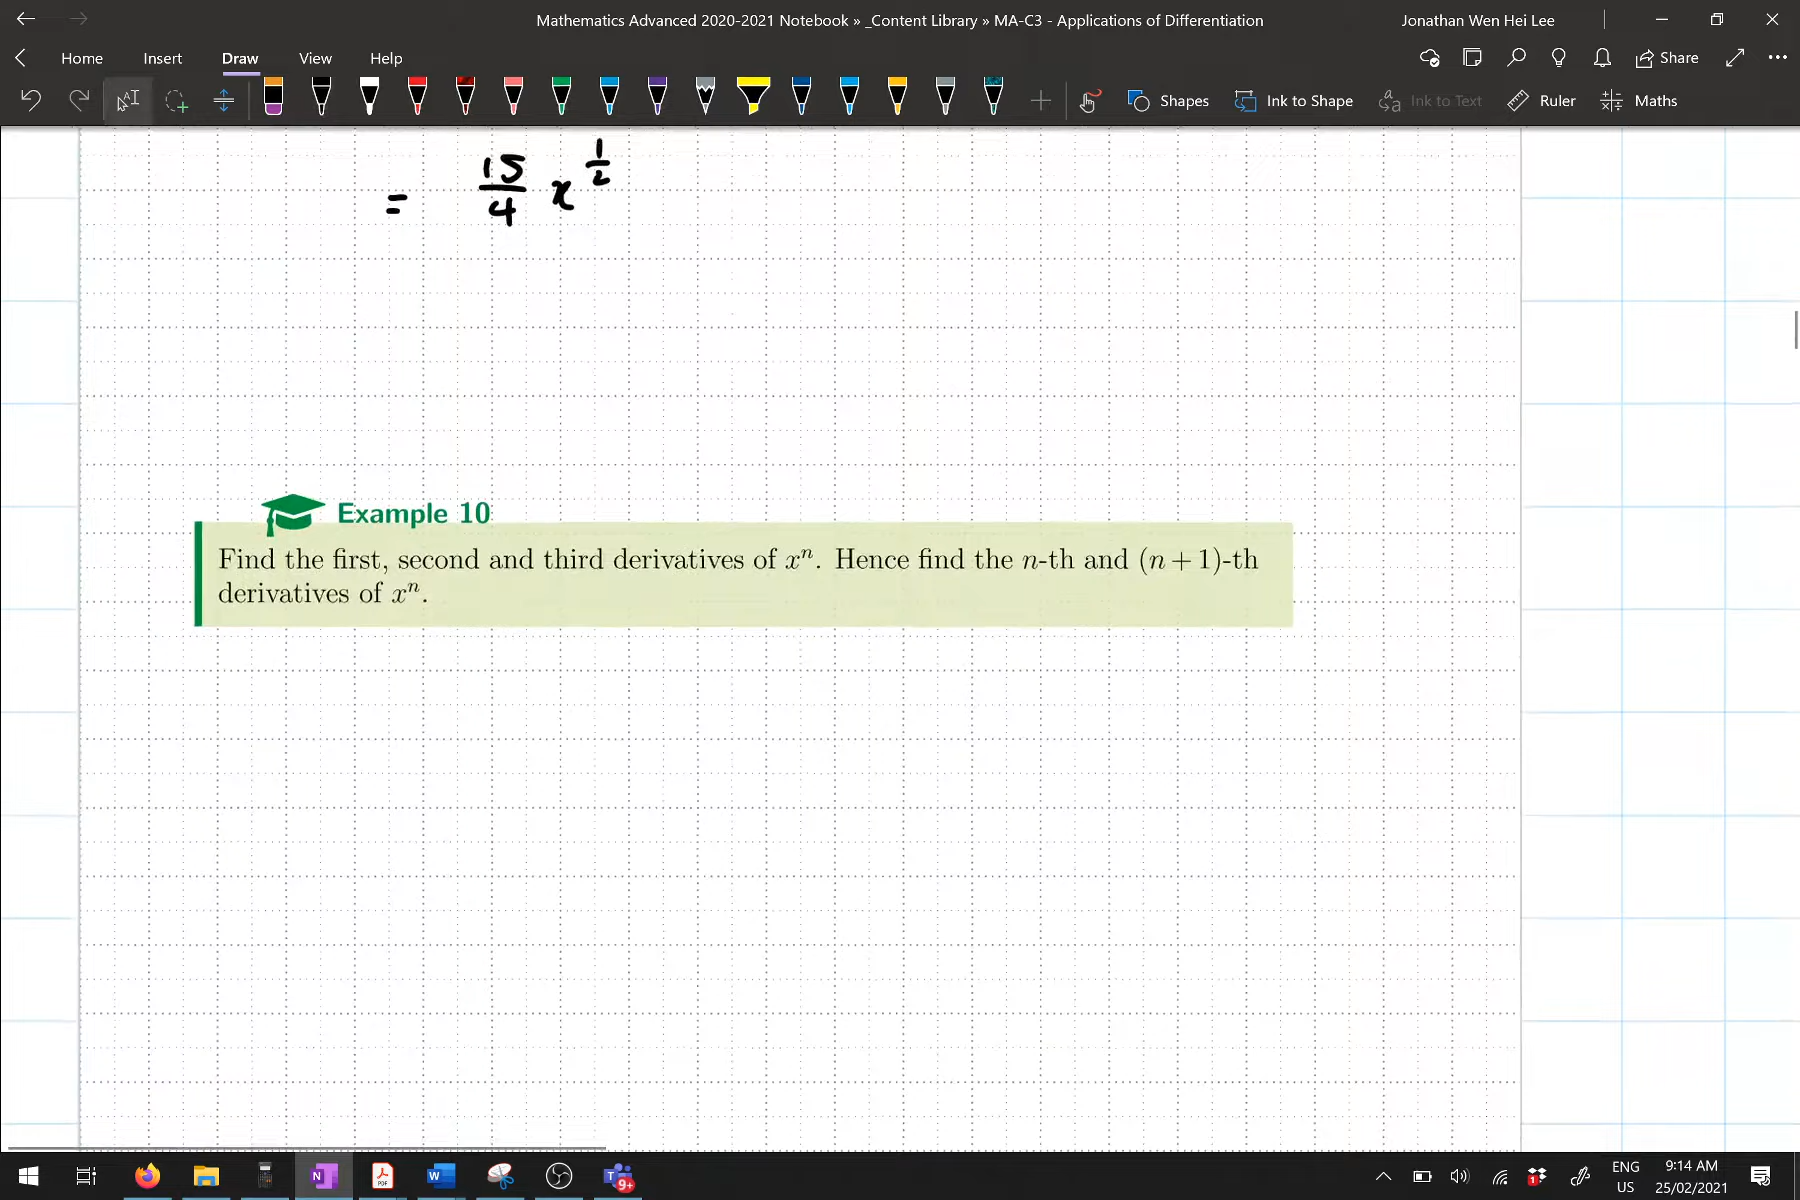 Mathematics Advanced 2020-2021 Notebook » _Content Library » MA-C3 - Applications of Differentiation
Jonathan Wen Hei Lee
Home Insert Draw View Help
Share
Shapes Ink to Shape Ink to Text Ruler Maths
= 15/4 x^1/2
Example 10
Find the first, second and third derivatives of xⁿ. Hence find the n-th and (n + 1)-th
derivatives of xⁿ.
ENG
US
9:14 AM
25/02/2021
9+
1